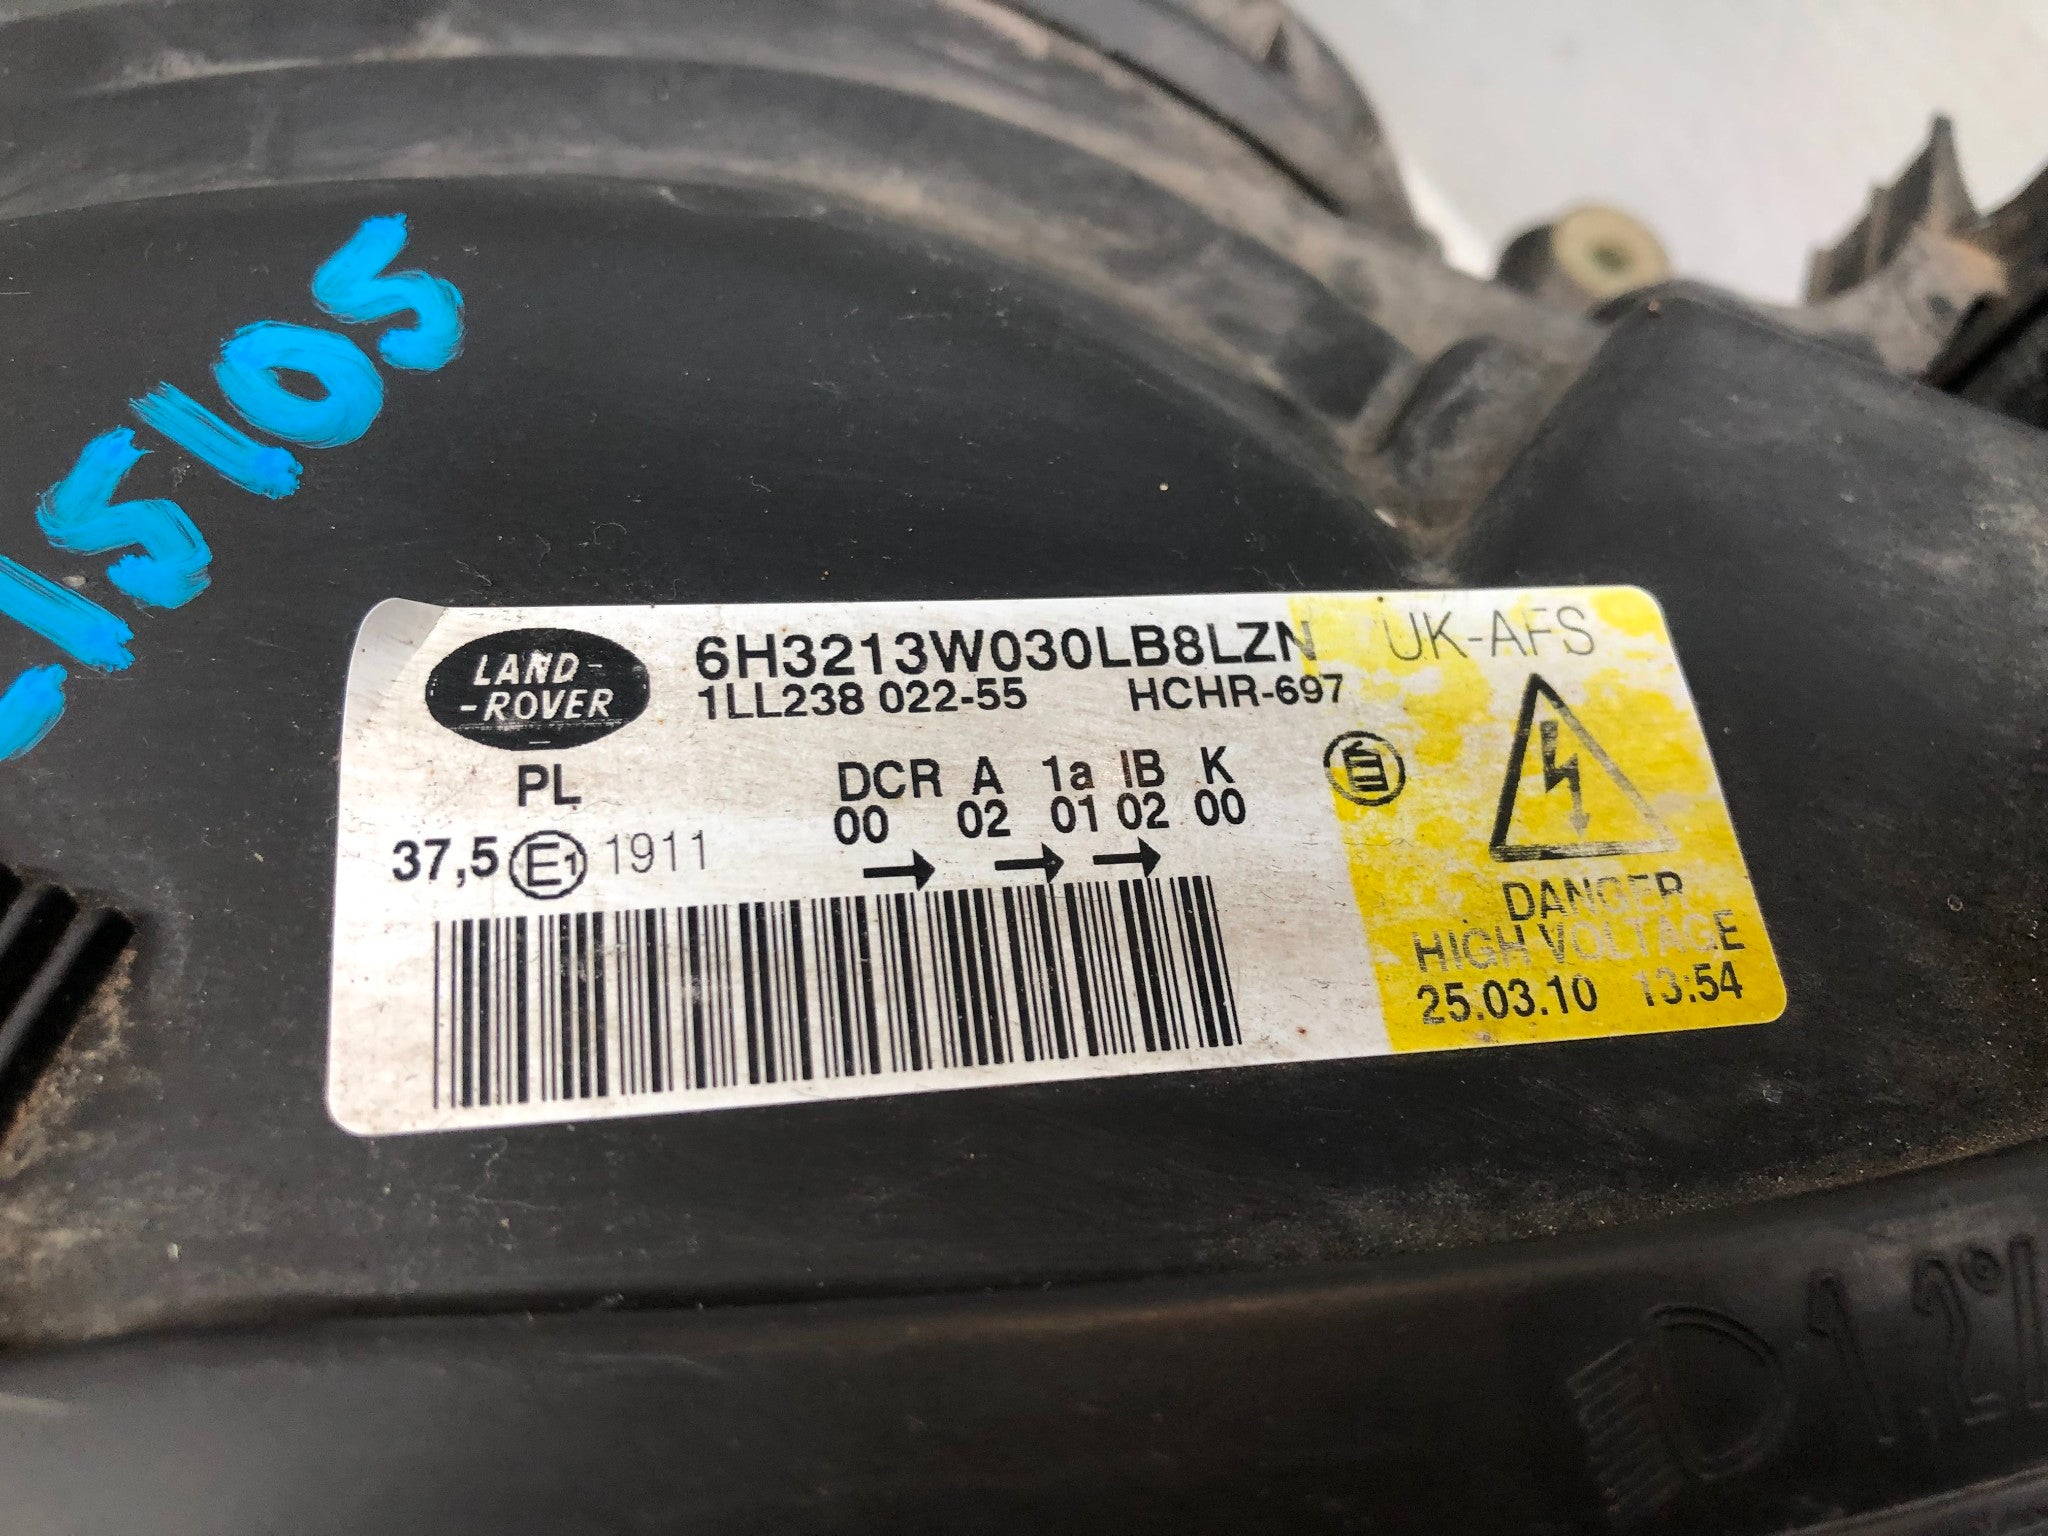 15105
LAND-
-ROVER
6H3213W030LB8LZN UK-AFS
1LL238 022-55 HCHR-697
PL
DCR A 1a IB K
00 02 01 02 00
37,5 E1 1911
DANGER
HIGH VOLTAGE
25.03.10 13:54